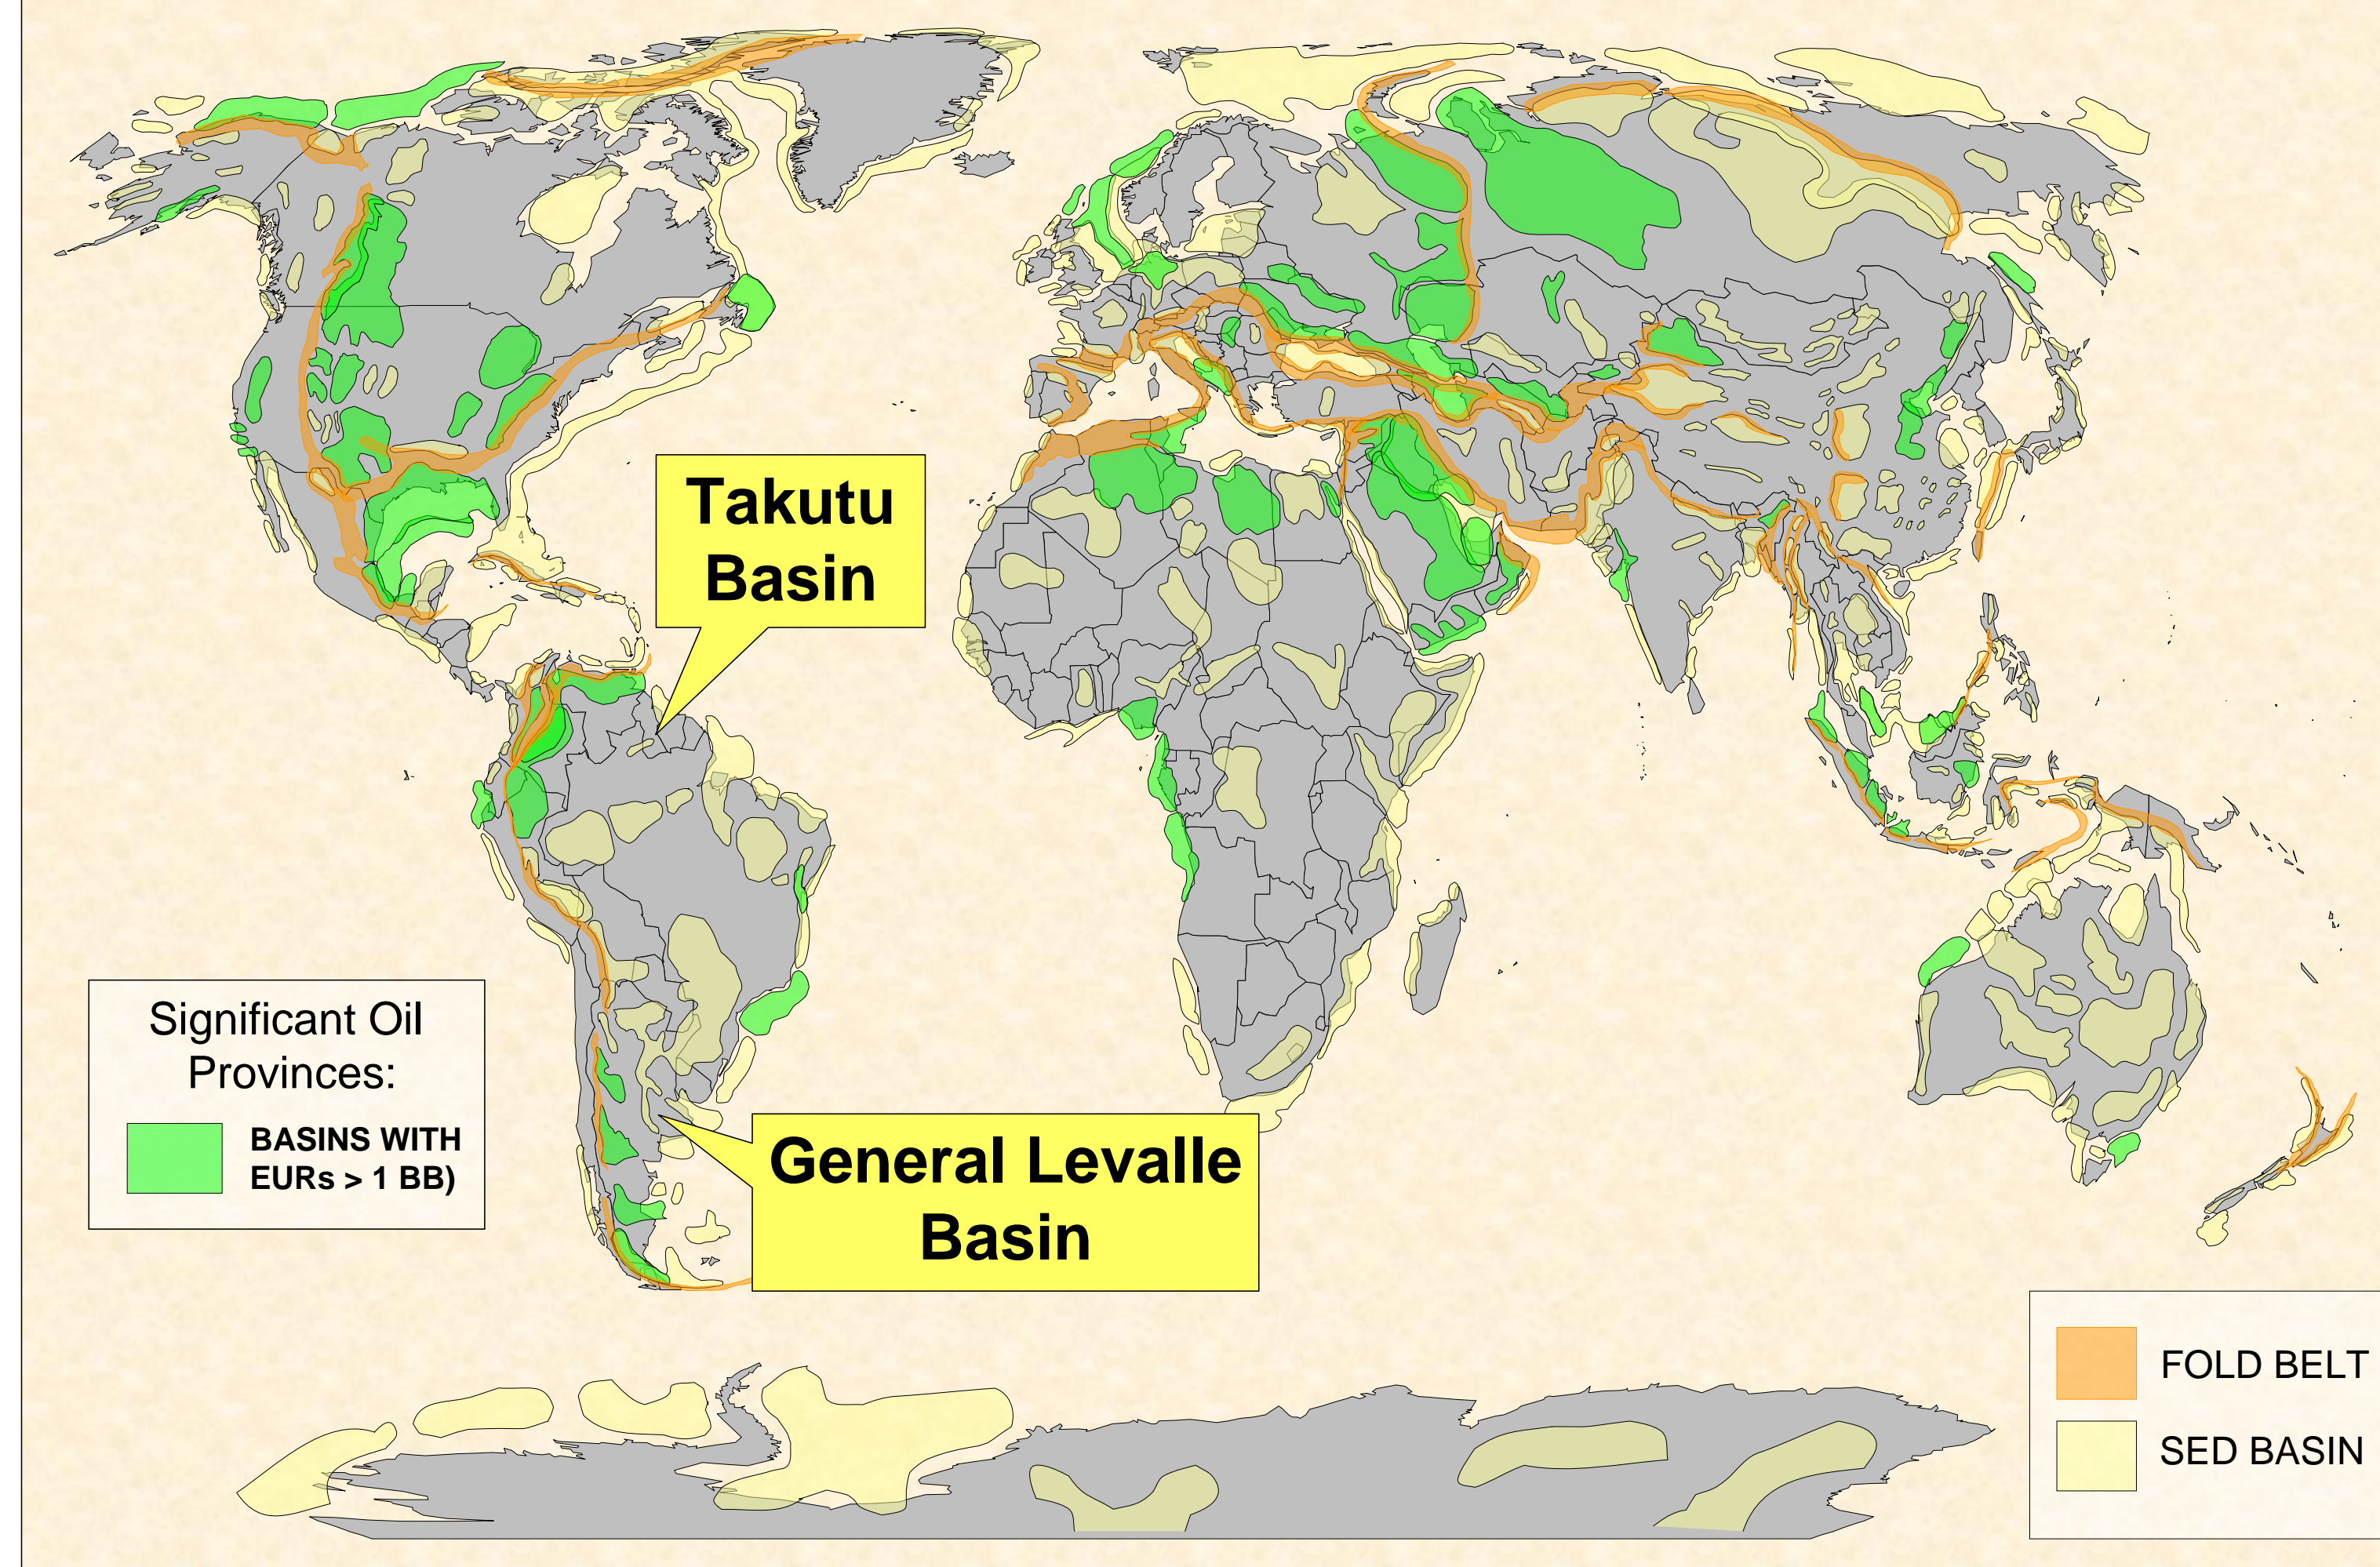 Takutu
Basin
General Levalle
Basin
Significant Oil
Provinces:
BASINS WITH
EURs > 1 BB)
FOLD BELT
SED BASIN